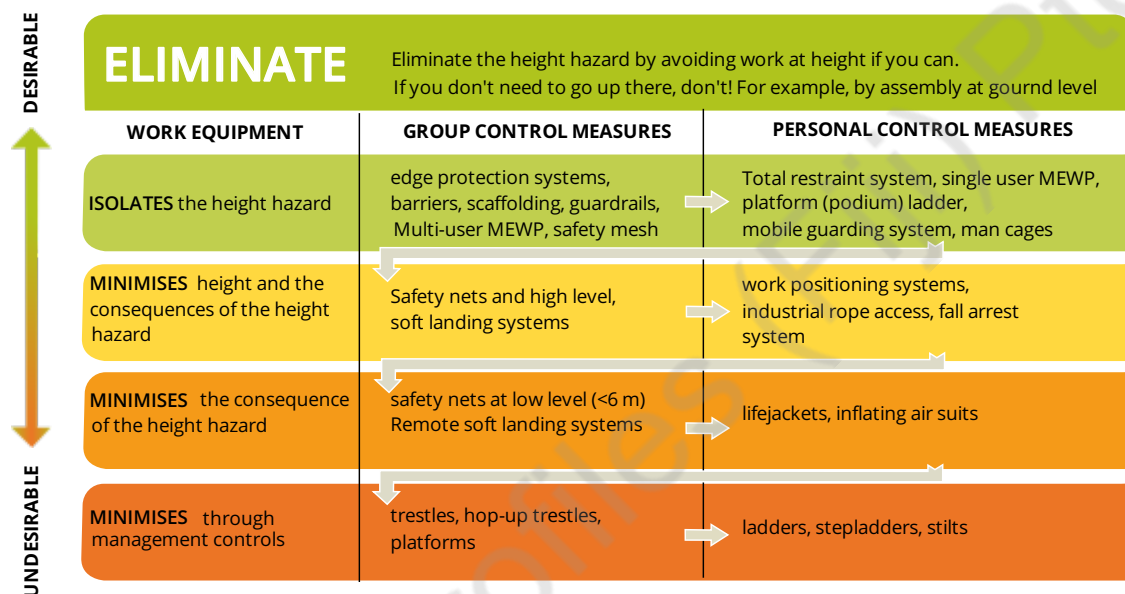 DESIRABLE
ELIMINATE
Eliminate the height hazard by avoiding work at height if you can.
If you don't need to go up there, don't! For example, by assembly at gournd level
WORK EQUIPMENT
GROUP CONTROL MEASURES
PERSONAL CONTROL MEASURES
ISOLATES the height hazard
edge protection systems,
barriers, scaffolding, guardrails,
Multi-user MEWP, safety mesh
Total restraint system, single user MEWP,
platform (podium) ladder,
mobile guarding system, man cages
MINIMISES height and the
consequences of the height
hazard
Safety nets and high level,
soft landing systems
work positioning systems,
industrial rope access, fall arrest
system
MINIMISES the consequence
of the height hazard
safety nets at low level (<6 m)
Remote soft landing systems
lifejackets, inflating air suits
MINIMISES through
management controls
trestles, hop-up trestles,
platforms
ladders, stepladders, stilts
UNDESIRABLE
ofiles (Fiji) Pte